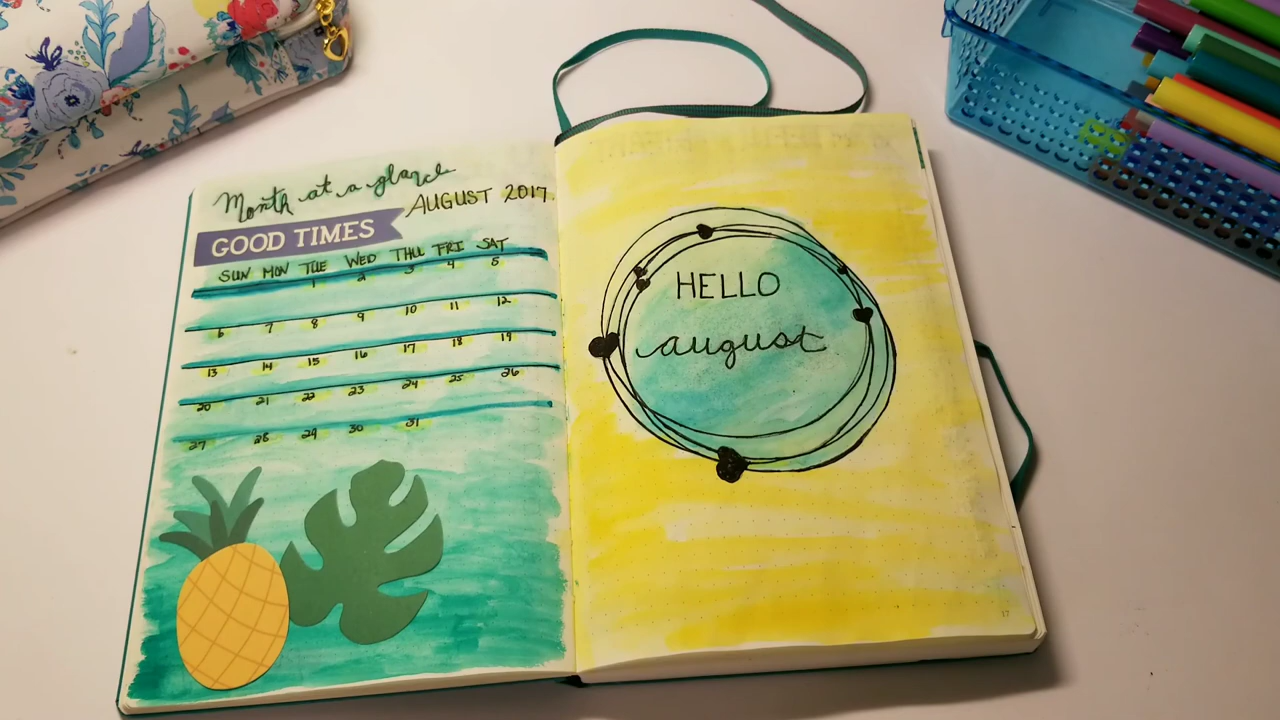 Month at a glance
AUGUST 2017.
GOOD TIMES
SUN MON TUE WED THU FRI SAT
1 2 3 4 5
6 7 8 9 10 11 12
13 14 15 16 17 18 19
20 21 22 23 24 25 26
27 28 29 30 31
HELLO
august
17